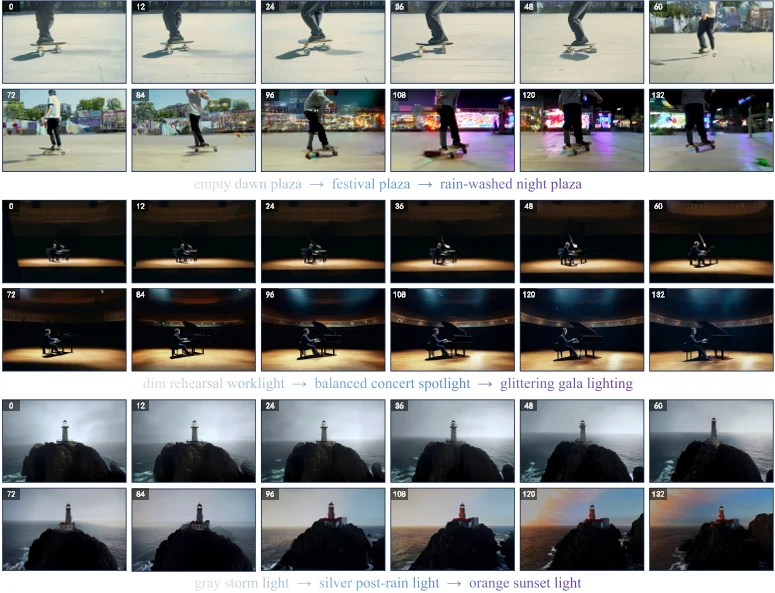 0 12 24 36 48 60
72 84 96 108 120 132
empty dawn plaza → festival plaza → rain-washed night plaza
0 12 24 36 48 60
72 84 96 108 120 132
dim rehearsal worklight → balanced concert spotlight → glittering gala lighting
0 12 24 36 48 60
72 84 96 108 120 132
gray storm light → silver post-rain light → orange sunset light